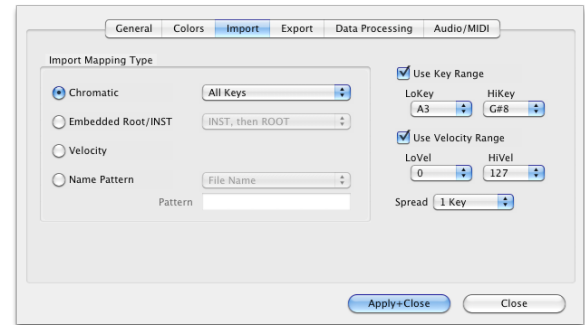 General Colors Import Export Data Processing Audio/MIDI
Import Mapping Type
Chromatic All Keys
Embedded Root/INST INST, then ROOT
Velocity
Name Pattern File Name
Pattern
Use Key Range
LoKey HiKey
A3 G#8
Use Velocity Range
LoVel HiVel
0 127
Spread 1 Key
Apply+Close Close